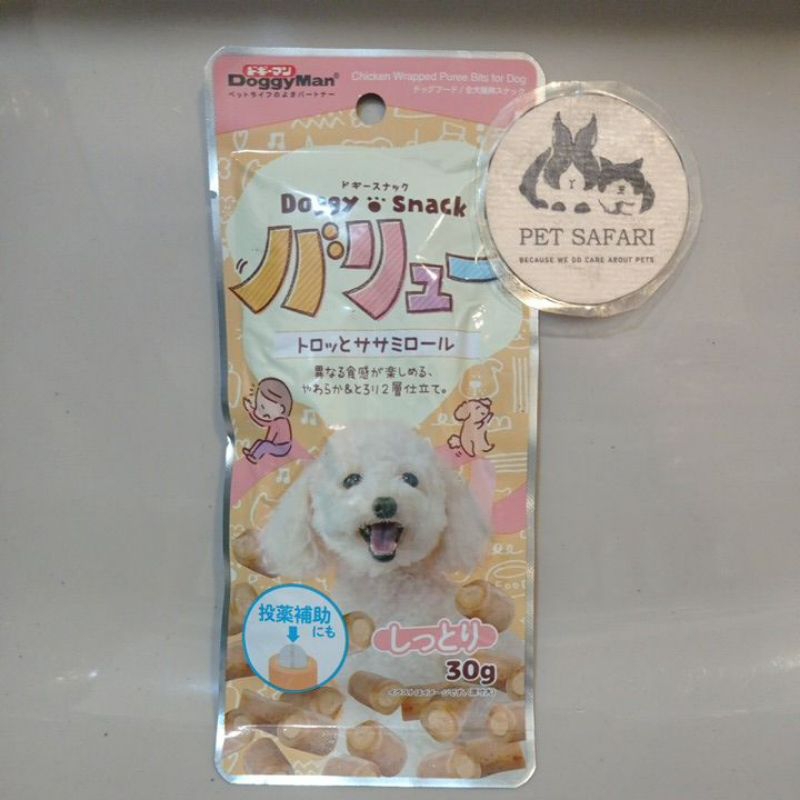 ドギーマン
DoggyMan®
ペットライフのよきパートナー
Chicken Wrapped Puree Bits for Dog
ドッグフード/全犬種用スナック
ドギースナック
Doggy Snack
バリュー
トロッとササミロール
異なる食感が楽しめる、
やわらか&とろり2層仕立て。
PET SAFARI
BECAUSE WE DO CARE ABOUT PETS
投薬補助
にも
しっとり
30g